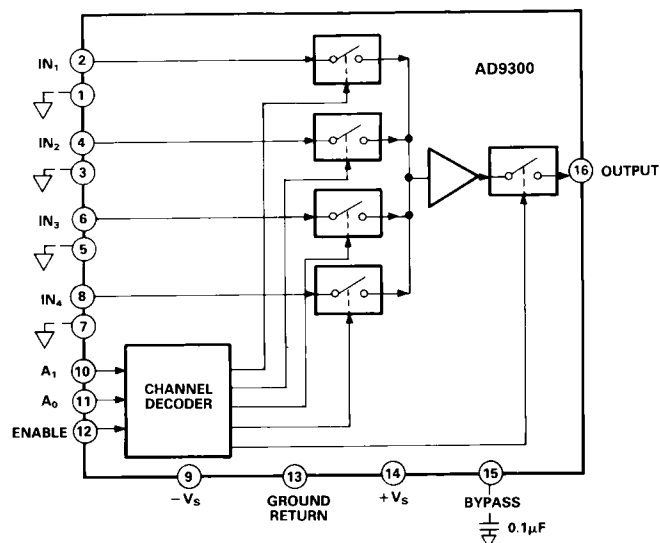 AD9300
IN₁
2
1
IN₂
4
3
16
OUTPUT
IN₃
6
5
IN₄
8
7
A₁
10
A₀
11
ENABLE
12
CHANNEL
DECODER
9
13
14
15
−Vₛ
GROUND
RETURN
+Vₛ
BYPASS
0.1µF